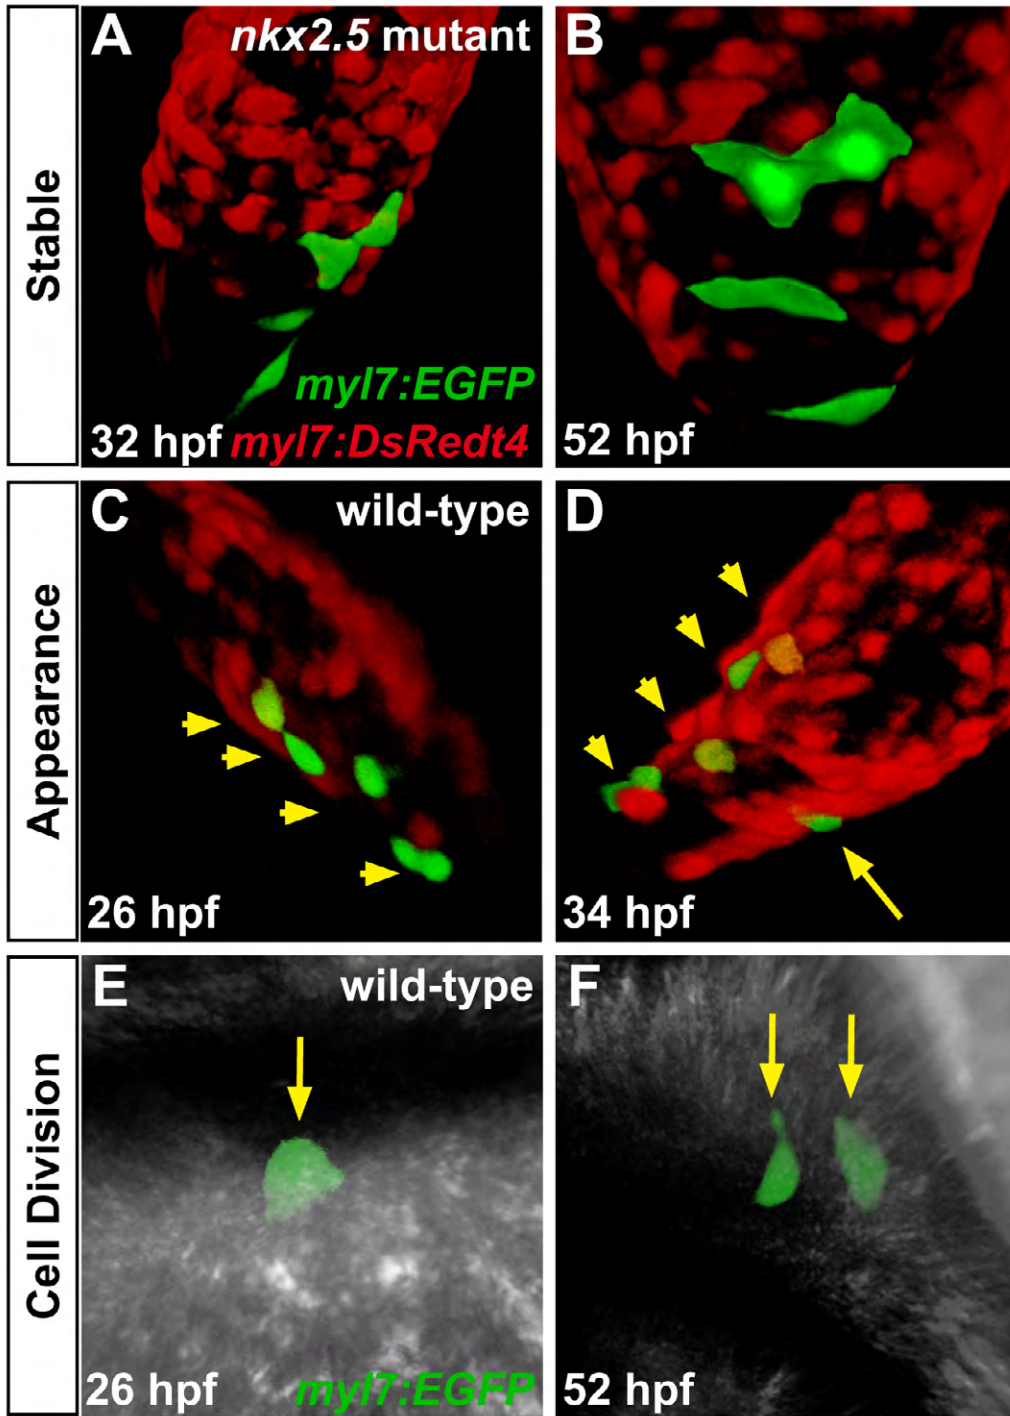 Stable
A
nkx2.5 mutant
myl7:EGFP
32 hpf myl7:DsRedt4
B
52 hpf
Appearance
C
wild-type
26 hpf
D
34 hpf
Cell Division
E
wild-type
26 hpf myl7:EGFP
F
52 hpf